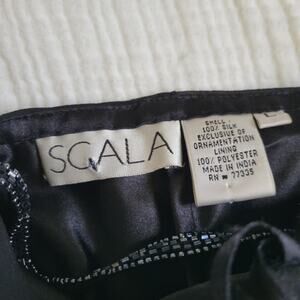 SCALA
SHELL
100% SILK
EXCLUSIVE OF
ORNAMENTATION
LINING
100% POLYESTER
MADE IN INDIA
RN = 77335